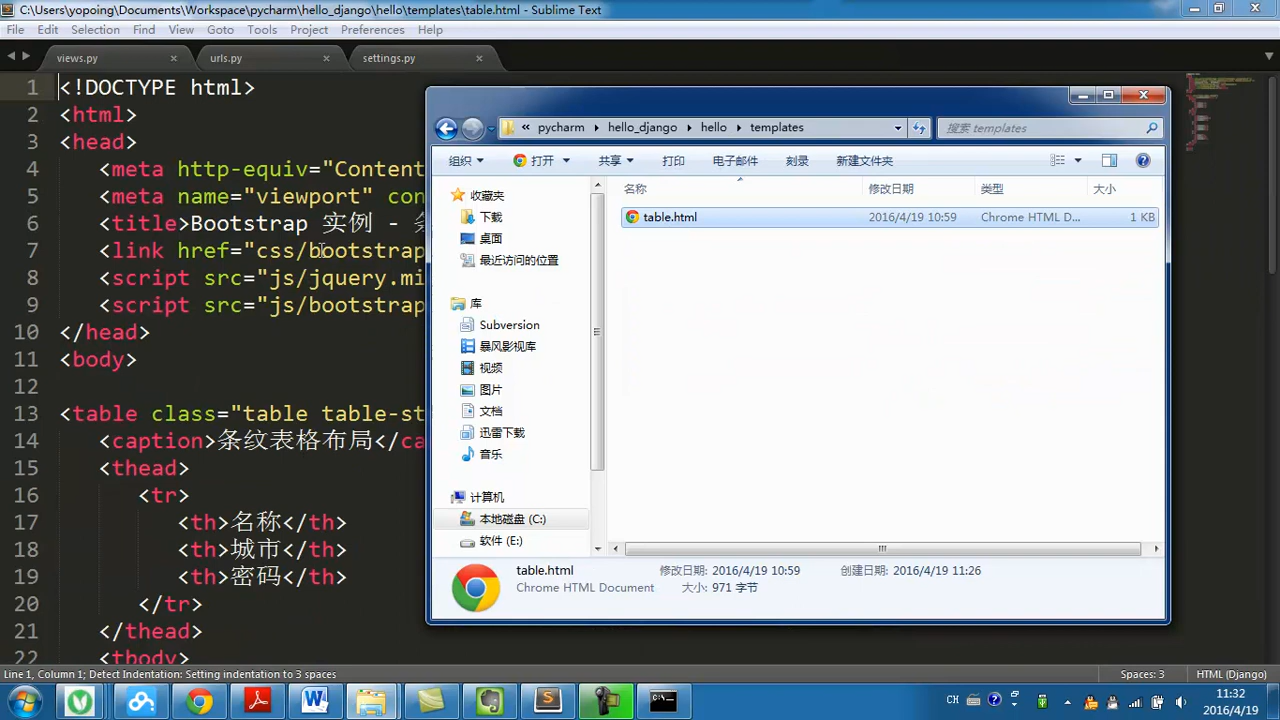 C:\Users\yopoing\Documents\Workspace\pycharm\hello_django\hello\templates\table.html - Sublime Text
File Edit Selection Find View Goto Tools Project Preferences Help
views.py urls.py settings.py
1 <!DOCTYPE html>
2 <html>
3 <head>
4 <meta http-equiv="Content
5 <meta name="viewport" con
6 <title>Bootstrap 实例 - 条
7 <link href="css/bootstrap
8 <script src="js/jquery.mi
9 <script src="js/bootstrap
10 </head>
11 <body>
12
13 <table class="table table-st
14 <caption>条纹表格布局</ca
15 <thead>
16 <tr>
17 <th>名称</th>
18 <th>城市</th>
19 <th>密码</th>
20 </tr>
21 </thead>
22 <tbody>
« pycharm hello_django hello templates
搜索 templates
组织 打开 共享 打印 电子邮件 刻录 新建文件夹
收藏夹
下载
桌面
最近访问的位置
库
Subversion
暴风影视库
视频
图片
文档
迅雷下载
音乐
计算机
本地磁盘 (C:)
软件 (E:)
名称 修改日期 类型 大小
table.html 2016/4/19 10:59 Chrome HTML D... 1 KB
table.html 修改日期: 2016/4/19 10:59 创建日期: 2016/4/19 11:26
Chrome HTML Document 大小: 971 字节
Line 1, Column 1; Detect Indentation: Setting indentation to 3 spaces Spaces: 3 HTML (Django)
CH 11:32
2016/4/19